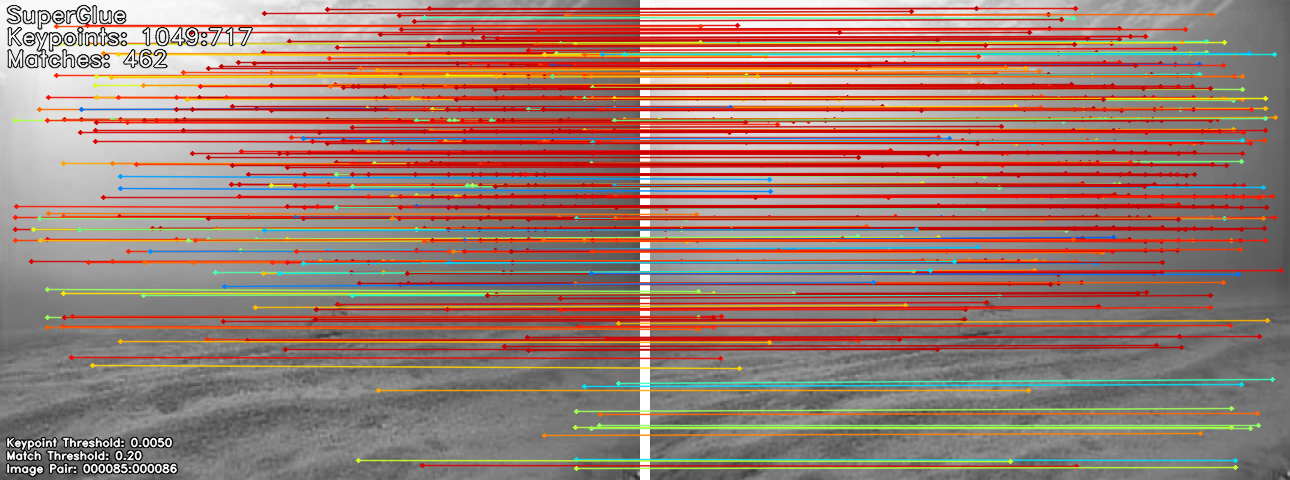 SuperGlue
Keypoints: 1049:717
Matches: 462
Keypoint Threshold: 0.0050
Match Threshold: 0.20
Image Pair: 000085:000086